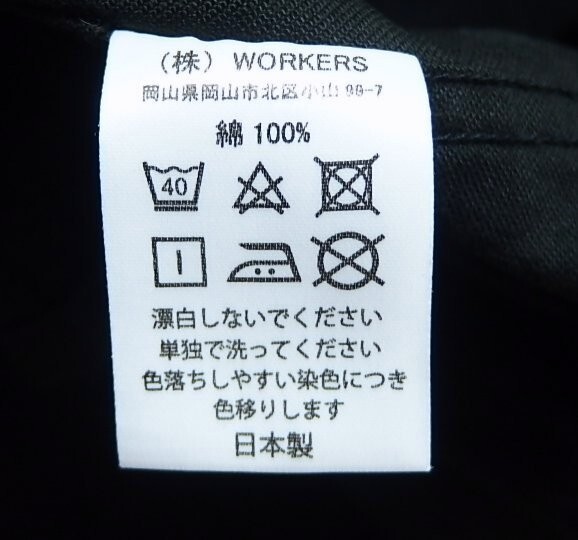 （株）WORKERS
岡山県岡山市北区小山 99-7
綿 100%
40
漂白しないでください
単独で洗ってください
色落ちしやすい染色につき
色移りします
日本製